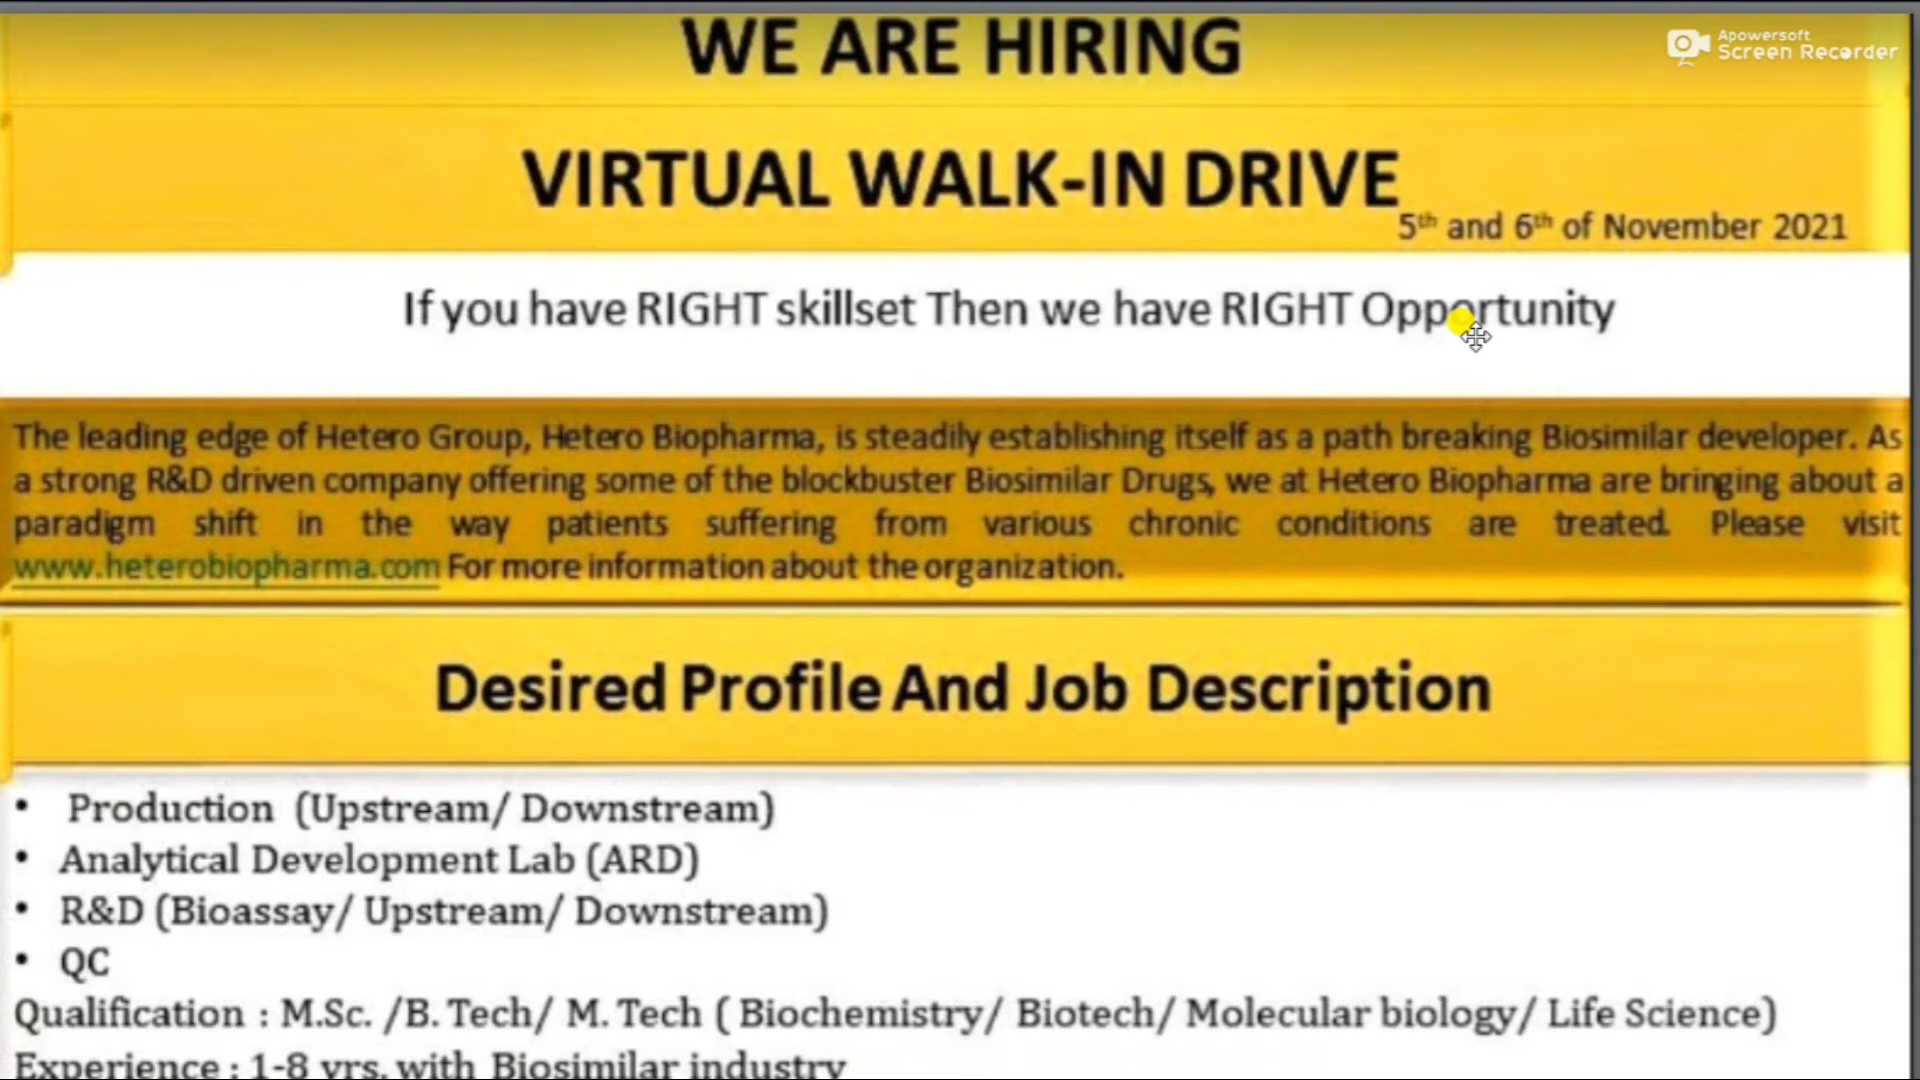 WE ARE HIRING
Apowersoft
Screen Recorder
VIRTUAL WALK-IN DRIVE
5th and 6th of November 2021
If you have RIGHT skillset Then we have RIGHT Opportunity
The leading edge of Hetero Group, Hetero Biopharma, is steadily establishing itself as a path breaking Biosimilar developer. As
a strong R&D driven company offering some of the blockbuster Biosimilar Drugs, we at Hetero Biopharma are bringing about a
paradigm shift in the way patients suffering from various chronic conditions are treated. Please visit
www.heterobiopharma.com For more information about the organization.
Desired Profile And Job Description
• Production (Upstream/ Downstream)
• Analytical Development Lab (ARD)
• R&D (Bioassay/ Upstream/ Downstream)
• QC
Qualification : M.Sc. /B. Tech/ M. Tech ( Biochemistry/ Biotech/ Molecular biology/ Life Science)
Experience : 1-8 yrs. with Biosimilar industry